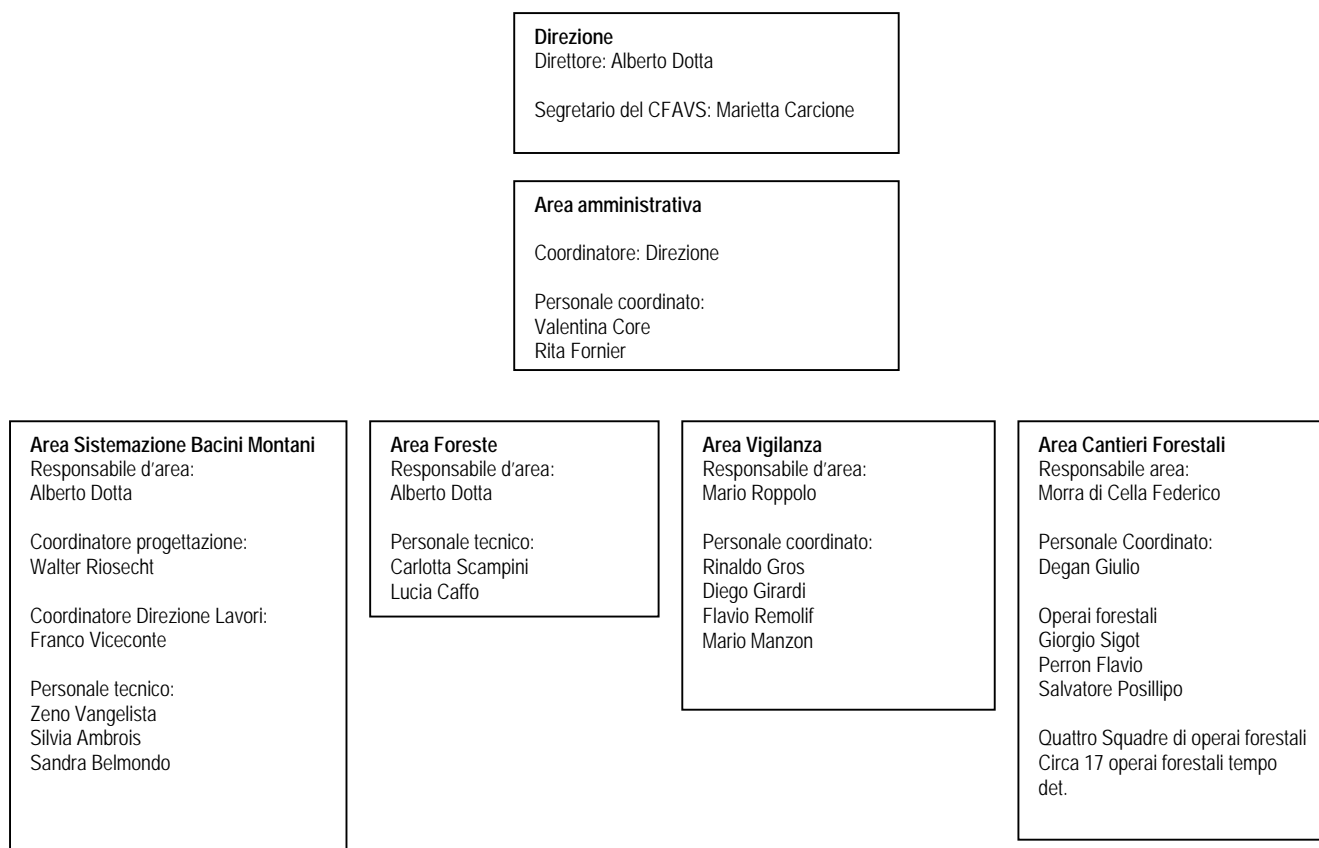 Direzione
Direttore: Alberto Dotta
Segretario del CFAVS: Marietta Carcione
Area amministrativa
Coordinatore: Direzione
Personale coordinato:
Valentina Core
Rita Fornier
Area Sistemazione Bacini Montani
Responsabile d'area:
Alberto Dotta
Coordinatore progettazione:
Walter Riosecht
Coordinatore Direzione Lavori:
Franco Viceconte
Personale tecnico:
Zeno Vangelista
Silvia Ambrois
Sandra Belmondo
Area Foreste
Responsabile d'area:
Alberto Dotta
Personale tecnico:
Carlotta Scampini
Lucia Caffo
Area Vigilanza
Responsabile d'area:
Mario Roppolo
Personale coordinato:
Rinaldo Gros
Diego Girardi
Flavio Remolif
Mario Manzon
Area Cantieri Forestali
Responsabile area:
Morra di Cella Federico
Personale Coordinato:
Degan Giulio
Operai forestali
Giorgio Sigot
Perron Flavio
Salvatore Posillipo
Quattro Squadre di operai forestali
Circa 17 operai forestali tempo
det.